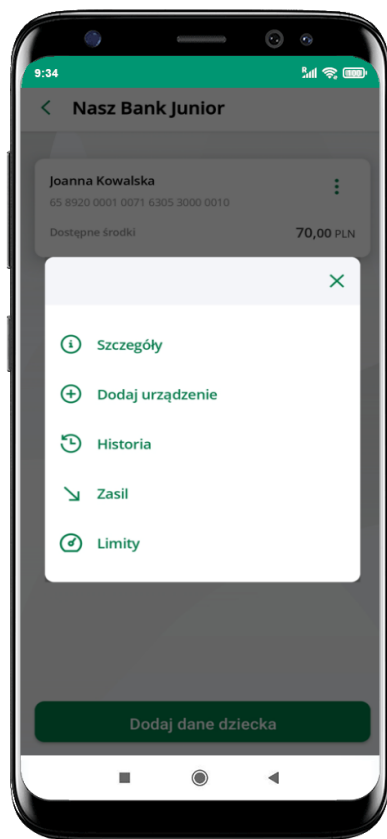 9:34
100
Nasz Bank Junior
Joanna Kowalska
65 8920 0001 0071 6305 3000 0010
Dostępne środki 70,00 PLN
Szczegóły
Dodaj urządzenie
Historia
Zasil
Limity
Dodaj dane dziecka